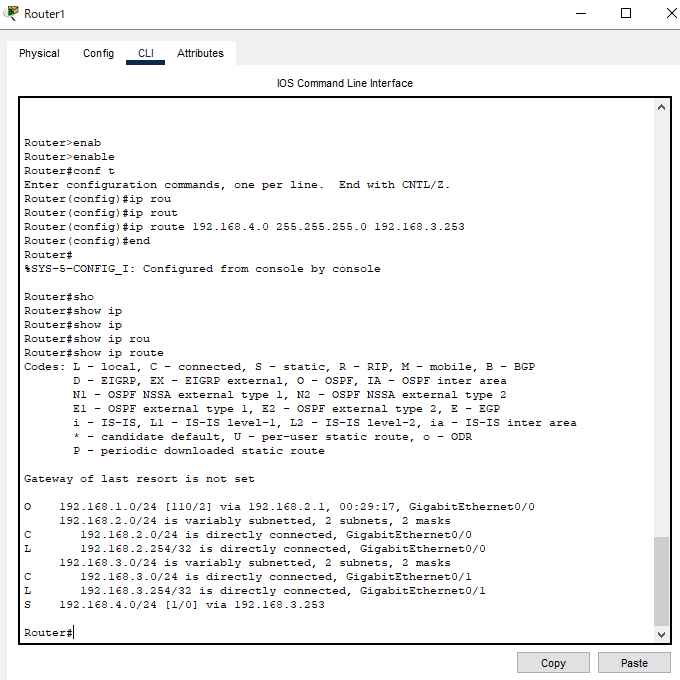 Router1
Physical Config CLI Attributes
IOS Command Line Interface
Router>enab
Router>enable
Router#conf t
Enter configuration commands, one per line.  End with CNTL/Z.
Router(config)#ip rou
Router(config)#ip rout
Router(config)#ip route 192.168.4.0 255.255.255.0 192.168.3.253
Router(config)#end
Router#
%SYS-5-CONFIG_I: Configured from console by console
Router#sho
Router#show ip
Router#show ip
Router#show ip rou
Router#show ip route
Codes: L - local, C - connected, S - static, R - RIP, M - mobile, B - BGP
       D - EIGRP, EX - EIGRP external, O - OSPF, IA - OSPF inter area
       N1 - OSPF NSSA external type 1, N2 - OSPF NSSA external type 2
       E1 - OSPF external type 1, E2 - OSPF external type 2, E - EGP
       i - IS-IS, L1 - IS-IS level-1, L2 - IS-IS level-2, ia - IS-IS inter area
       * - candidate default, U - per-user static route, o - ODR
       P - periodic downloaded static route
Gateway of last resort is not set
O    192.168.1.0/24 [110/2] via 192.168.2.1, 00:29:17, GigabitEthernet0/0
     192.168.2.0/24 is variably subnetted, 2 subnets, 2 masks
C       192.168.2.0/24 is directly connected, GigabitEthernet0/0
L       192.168.2.254/32 is directly connected, GigabitEthernet0/0
     192.168.3.0/24 is variably subnetted, 2 subnets, 2 masks
C       192.168.3.0/24 is directly connected, GigabitEthernet0/1
L       192.168.3.254/32 is directly connected, GigabitEthernet0/1
S    192.168.4.0/24 [1/0] via 192.168.3.253
Router#
Copy Paste